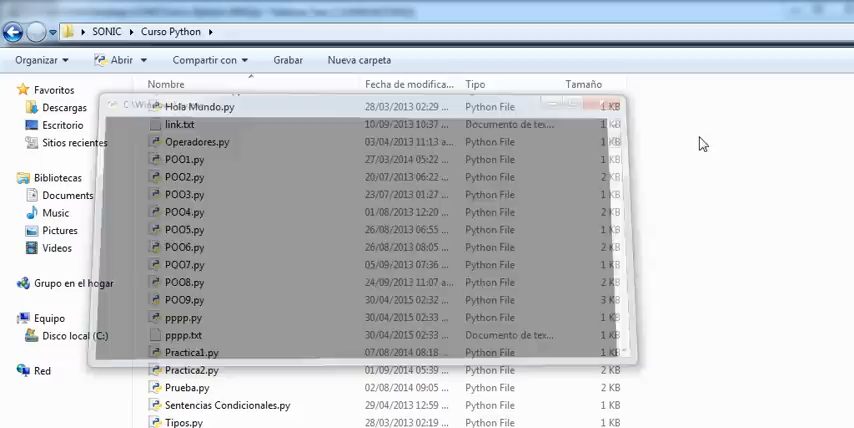 SONIC ▸ Curso Python ▸
Organizar Abrir Compartir con Grabar Nueva carpeta
Favoritos
Descargas
Escritorio
Sitios recientes
Bibliotecas
Documents
Music
Pictures
Videos
Grupo en el hogar
Equipo
Disco local (C:)
Red
Nombre Fecha de modifica... Tipo Tamaño
Hola Mundo.py 28/03/2013 02:29 ... Python File 1 KB
link.txt 10/09/2013 10:37 ... Documento de tex... 1 KB
Operadores.py 03/04/2013 11:13 a... Python File 2 KB
POO1.py 27/03/2014 05:22 ... Python File 1 KB
POO2.py 20/07/2013 06:22 ... Python File 2 KB
POO3.py 23/07/2013 01:27 ... Python File 1 KB
POO4.py 01/08/2013 12:20 ... Python File 2 KB
POO5.py 26/08/2013 06:55 ... Python File 1 KB
POO6.py 26/08/2013 08:05 ... Python File 2 KB
POO7.py 05/09/2013 07:36 ... Python File 1 KB
POO8.py 24/09/2013 11:07 a... Python File 2 KB
POO9.py 30/04/2015 02:32 ... Python File 3 KB
pppp.py 30/04/2015 02:33 ... Python File 1 KB
pppp.txt 30/04/2015 02:33 ... Documento de tex... 1 KB
Practica1.py 07/08/2014 08:18 ... Python File 1 KB
Practica2.py 01/09/2014 05:39 ... Python File 2 KB
Prueba.py 02/08/2014 09:05 ... Python File 2 KB
Sentencias Condicionales.py 29/04/2013 12:59 ... Python File 2 KB
Tipos.py 28/03/2013 02:19 ... Python File 1 KB